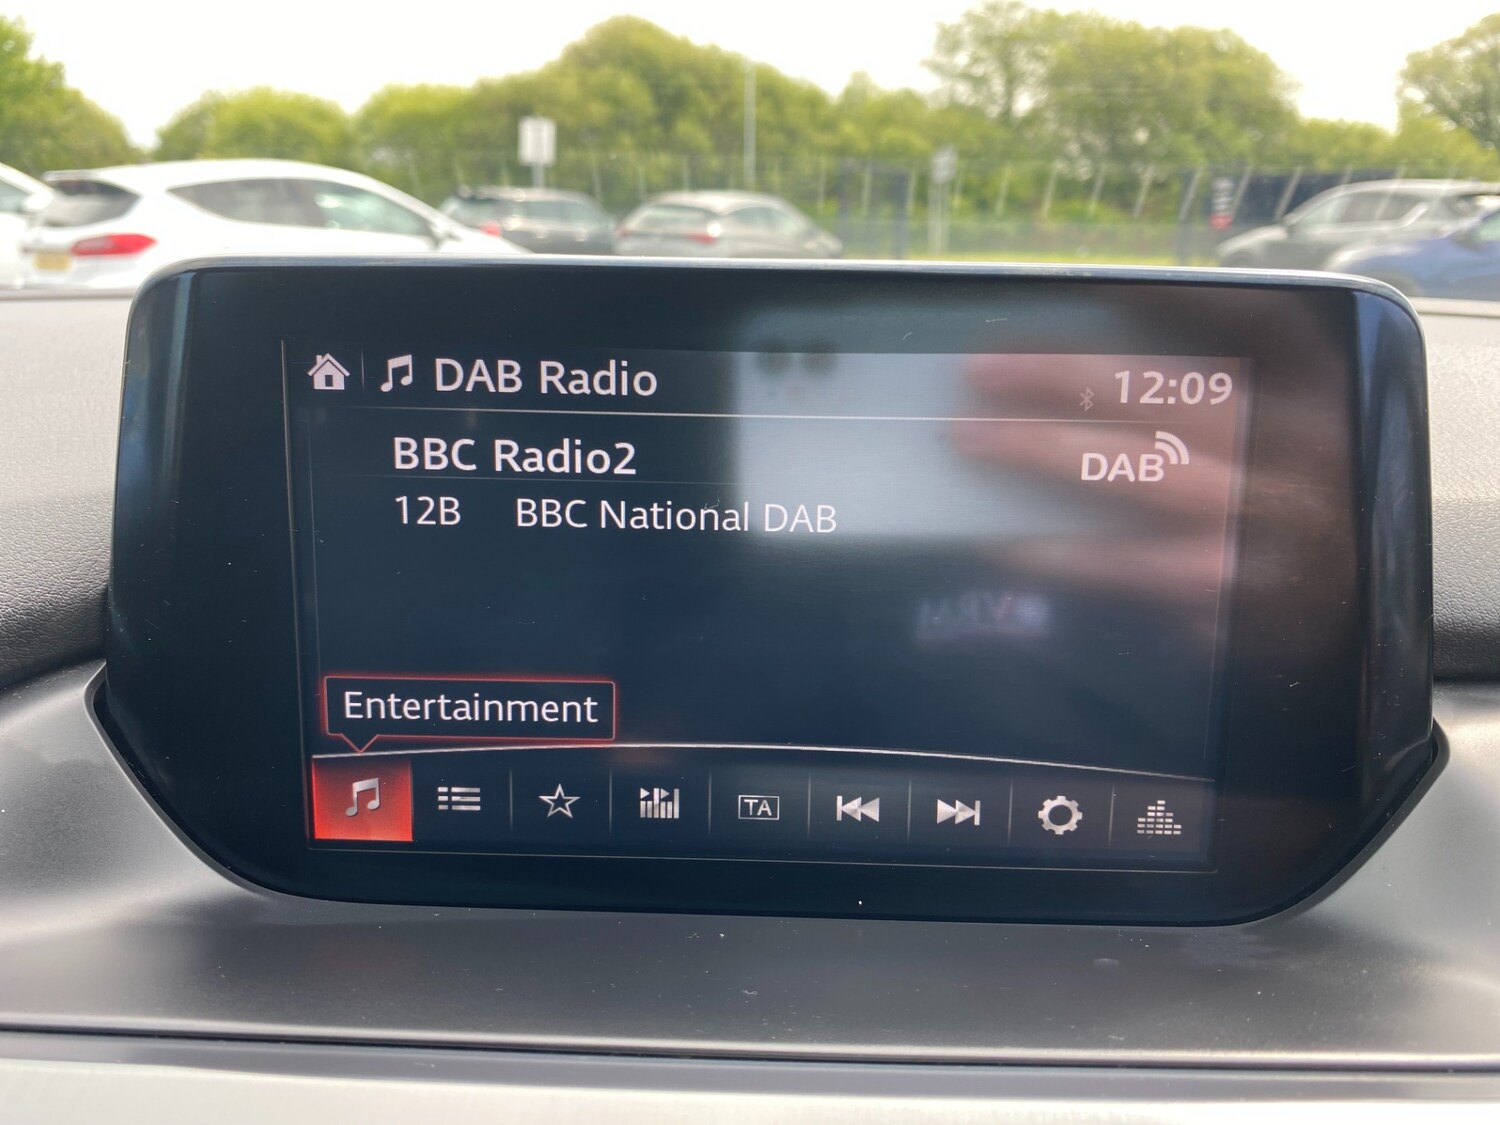 DAB Radio
12:09
BBC Radio2
DAB
12B BBC National DAB
Entertainment
TA